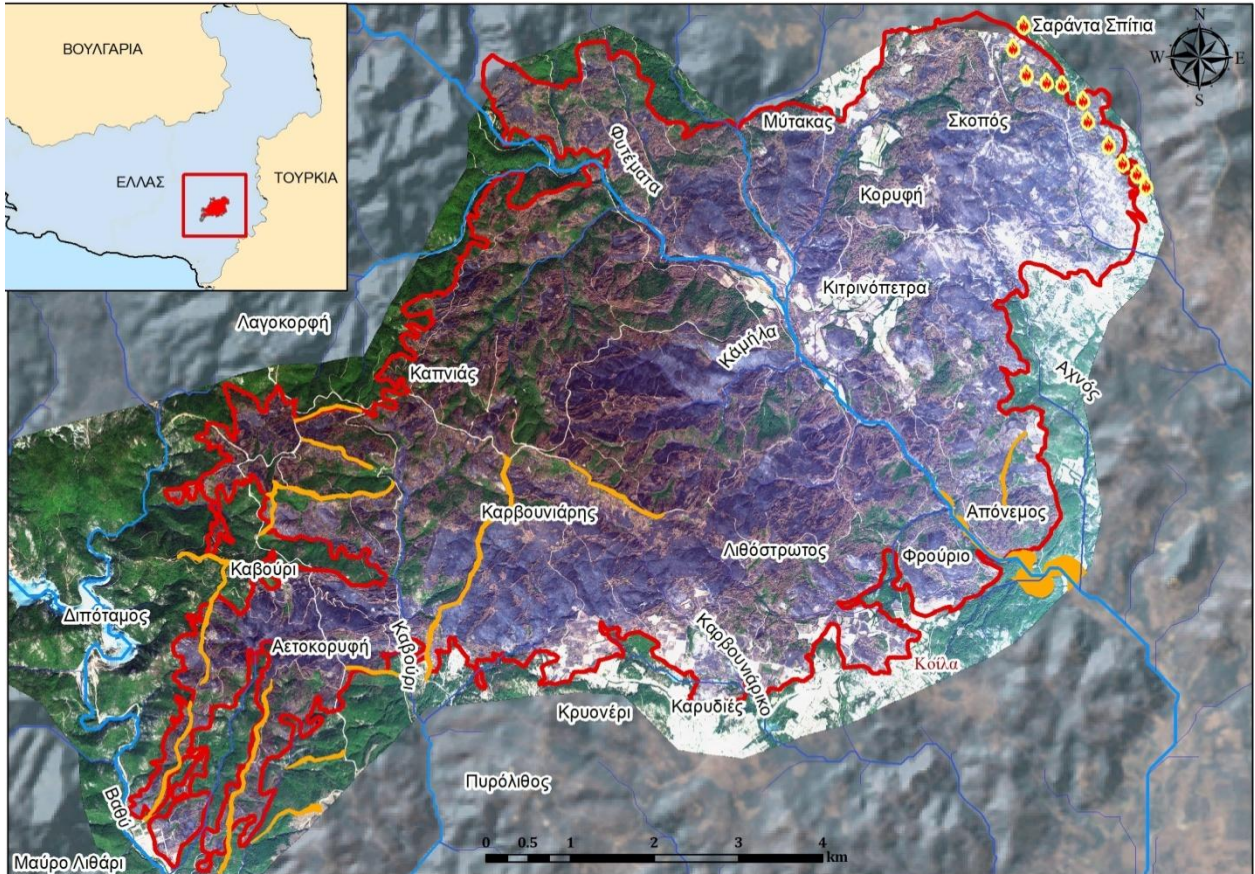 ΒΟΥΛΓΑΡΙΑ
ΕΛΛΑΣ
ΤΟΥΡΚΙΑ
Σαράντα Σπίτια
N
W
E
S
Μύτακας
Σκοπός
Φυτέματα
Κορυφή
Κιτρινόπετρα
Λαγοκορφή
Κάμήλα
Καπνιάς
Αχνός
Καρβουνιάρης
Απόνεμος
Λιθόστρωτος
Φρούριο
Καβούρι
Διπόταμος
Αετοκορυφή
Καβούρι
Καρβουνιάρικο
Κοίλα
Κρυονέρι
Καρυδιές
Πυρόλιθος
Βαθύ
Μαύρο Λιθάρι
0 0.5 1 2 3 4
km